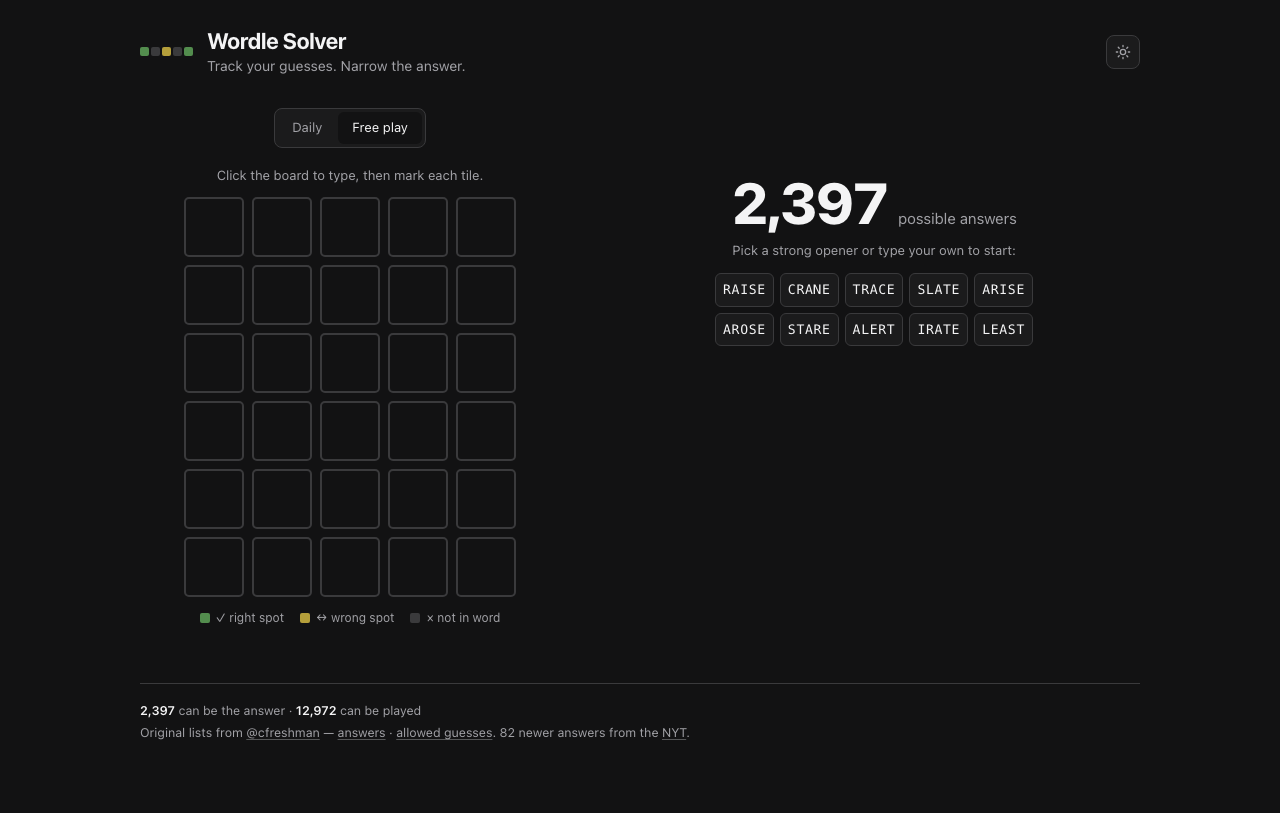 Wordle Solver
Track your guesses. Narrow the answer.
Daily Free play
Click the board to type, then mark each tile.
2,397 possible answers
Pick a strong opener or type your own to start:
RAISE CRANE TRACE SLATE ARISE
AROSE STARE ALERT IRATE LEAST
✓ right spot ↔ wrong spot × not in word
2,397 can be the answer · 12,972 can be played
Original lists from @cfreshman — answers · allowed guesses. 82 newer answers from the NYT.